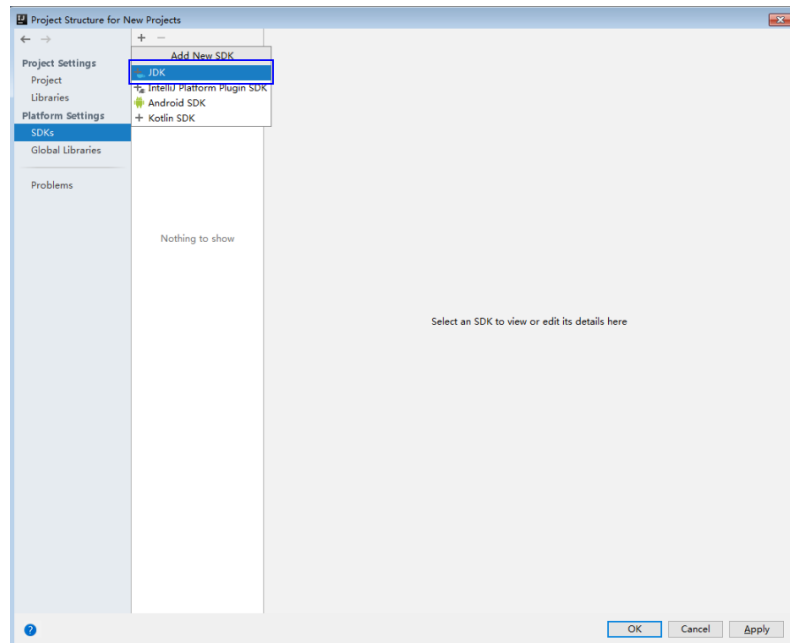 Project Structure for New Projects
Project Settings
Project
Libraries
Platform Settings
SDKs
Global Libraries
Problems
Add New SDK
JDK
IntelliJ Platform Plugin SDK
Android SDK
Kotlin SDK
Nothing to show
Select an SDK to view or edit its details here
?
OK
Cancel
Apply